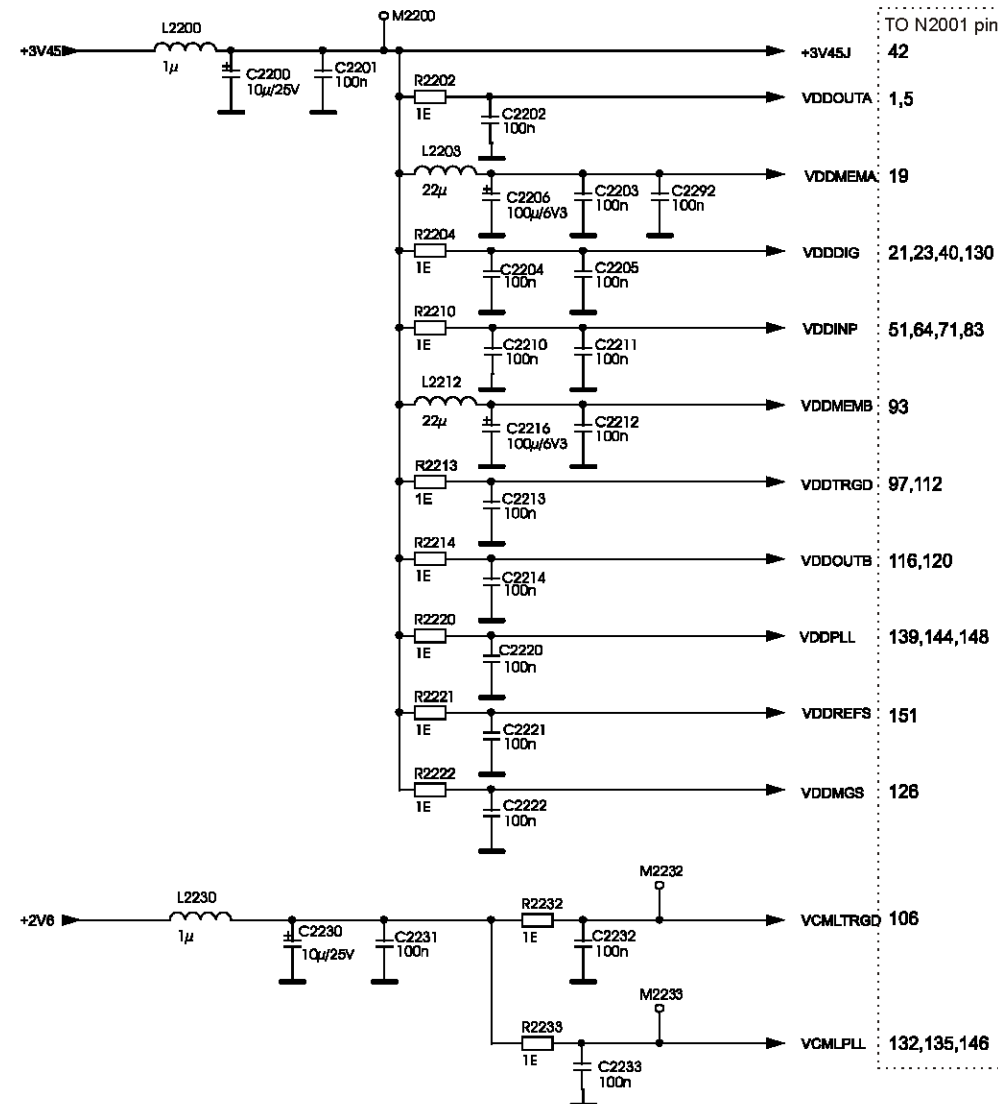 TO N2001 pin
M2200
L2200
+3V45
1µ
C2200
10µ/25V
C2201
100n
+3V45J
42
R2202
1E
C2202
100n
VDDOUTA
1,5
L2203
22µ
C2206
100µ/6V3
C2203
100n
C2292
100n
VDDMEMA
19
R2204
1E
C2204
100n
C2205
100n
VDDDIG
21,23,40,130
R2210
1E
C2210
100n
C2211
100n
VDDINP
51,64,71,83
L2212
22µ
C2216
100µ/6V3
C2212
100n
VDDMEMB
93
R2213
1E
C2213
100n
VDDTRGD
97,112
R2214
1E
C2214
100n
VDDOUTB
116,120
R2220
1E
C2220
100n
VDDPLL
139,144,148
R2221
1E
C2221
100n
VDDREFS
151
R2222
1E
C2222
100n
VDDMGS
126
M2232
L2230
+2V6
1µ
C2230
10µ/25V
C2231
100n
R2232
1E
C2232
100n
VCMLTRGD
106
M2233
R2233
1E
C2233
100n
VCMLPLL
132,135,146